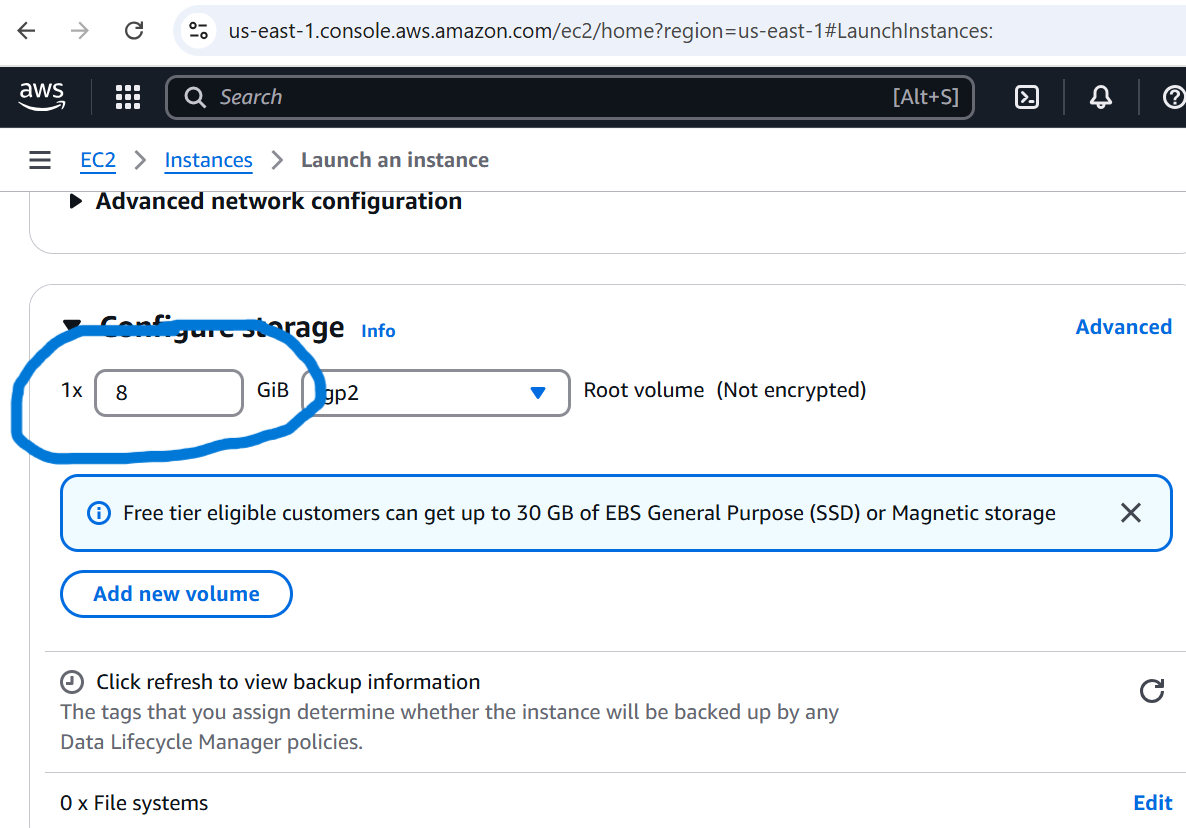 us-east-1.console.aws.amazon.com/ec2/home?region=us-east-1#LaunchInstances:
aws Search [Alt+S]
EC2 Instances Launch an instance
Advanced network configuration
Configure storage Info Advanced
1x 8 GiB gp2 Root volume (Not encrypted)
Free tier eligible customers can get up to 30 GB of EBS General Purpose (SSD) or Magnetic storage
Add new volume
Click refresh to view backup information
The tags that you assign determine whether the instance will be backed up by any
Data Lifecycle Manager policies.
0 x File systems Edit